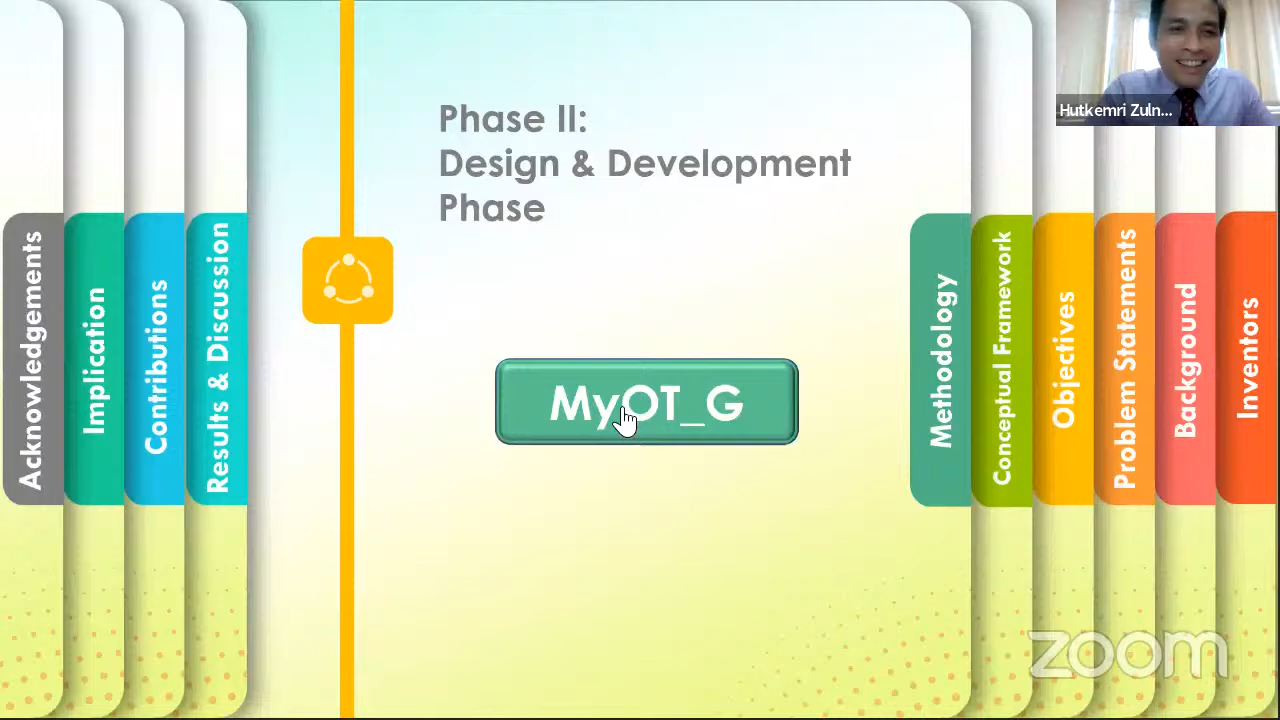 Acknowledgements
Implication
Contributions
Results & Discussion
Phase II:
Design & Development
Phase
MyOT_G
Methodology
Conceptual Framework
Objectives
Problem Statements
Background
Inventors
Hutkemri Zuln...
zoom